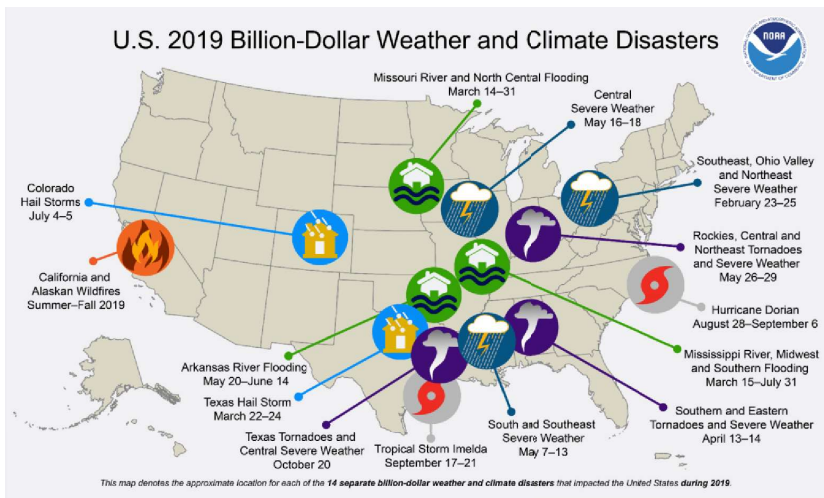 U.S. 2019 Billion-Dollar Weather and Climate Disasters
NOAA
Missouri River and North Central Flooding
March 14–31
Central
Severe Weather
May 16–18
Southeast, Ohio Valley
and Northeast
Severe Weather
February 23–25
Colorado
Hail Storms
July 4–5
Rockies, Central and
Northeast Tornadoes
and Severe Weather
May 26–29
California and
Alaskan Wildfires
Summer–Fall 2019
Hurricane Dorian
August 28–September 6
Arkansas River Flooding
May 20–June 14
Mississippi River, Midwest
and Southern Flooding
March 15–July 31
Texas Hail Storm
March 22–24
Southern and Eastern
Tornadoes and Severe Weather
April 13–14
Texas Tornadoes and
Central Severe Weather
October 20
Tropical Storm Imelda
September 17–21
South and Southeast
Severe Weather
May 7–13
This map denotes the approximate location for each of the 14 separate billion-dollar weather and climate disasters that impacted the United States during 2019.